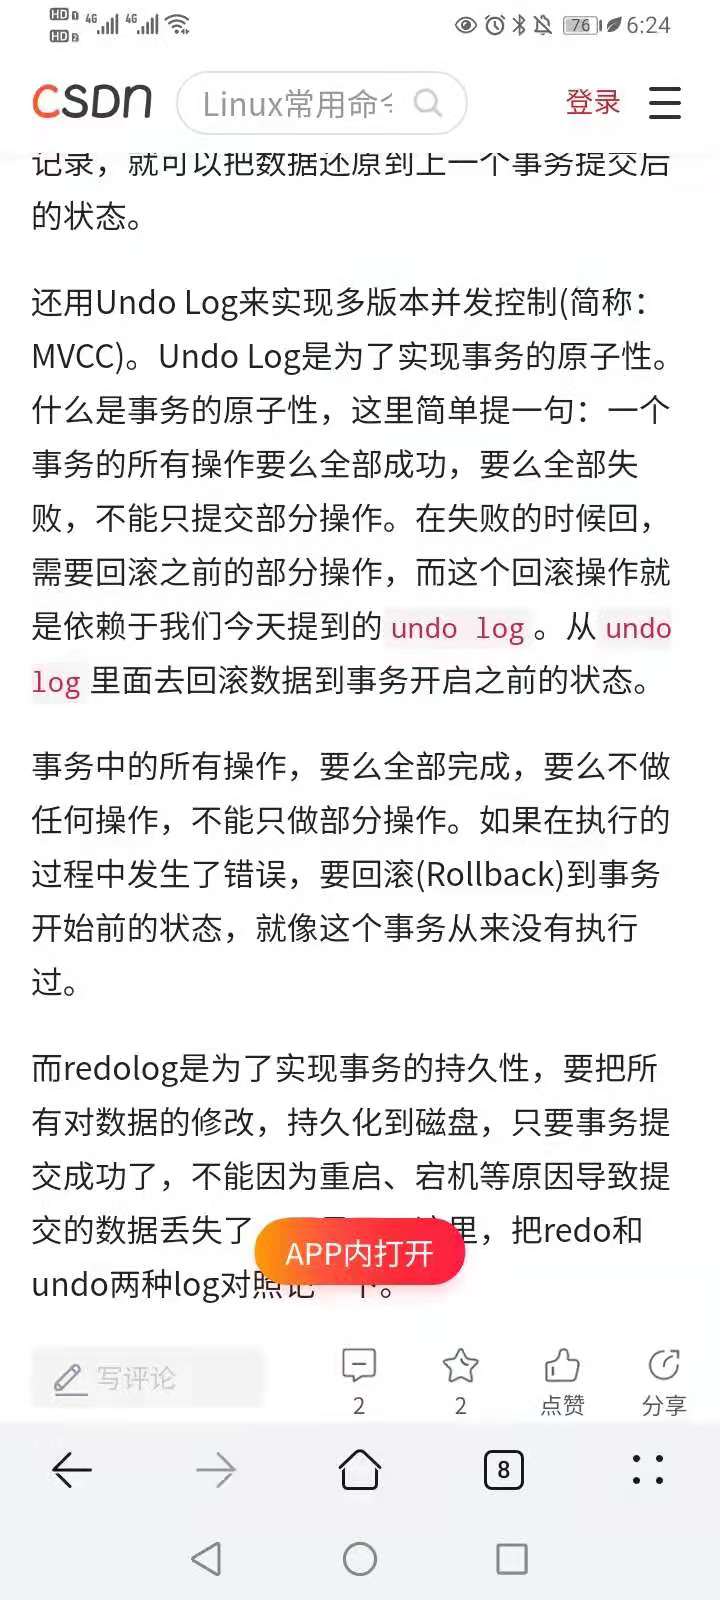 HD 1 4G 4G 76 6:24
HD 2
CSDN Linux常用命令 登录
记录，就可以把数据还原到上一个事务提交后
的状态。
还用Undo Log来实现多版本并发控制(简称：
MVCC)。Undo Log是为了实现事务的原子性。
什么是事务的原子性，这里简单提一句：一个
事务的所有操作要么全部成功，要么全部失
败，不能只提交部分操作。在失败的时候回，
需要回滚之前的部分操作，而这个回滚操作就
是依赖于我们今天提到的 undo log 。从 undo
log 里面去回滚数据到事务开启之前的状态。
事务中的所有操作，要么全部完成，要么不做
任何操作，不能只做部分操作。如果在执行的
过程中发生了错误，要回滚(Rollback)到事务
开始前的状态，就像这个事务从来没有执行
过。
而redolog是为了实现事务的持久性，要把所
有对数据的修改，持久化到磁盘，只要事务提
交成功了，不能因为重启、宕机等原因导致提
交的数据丢失了 这里，把redo和
APP内打开
undo两种log对照记一下。
写评论 2 2 点赞 分享
8